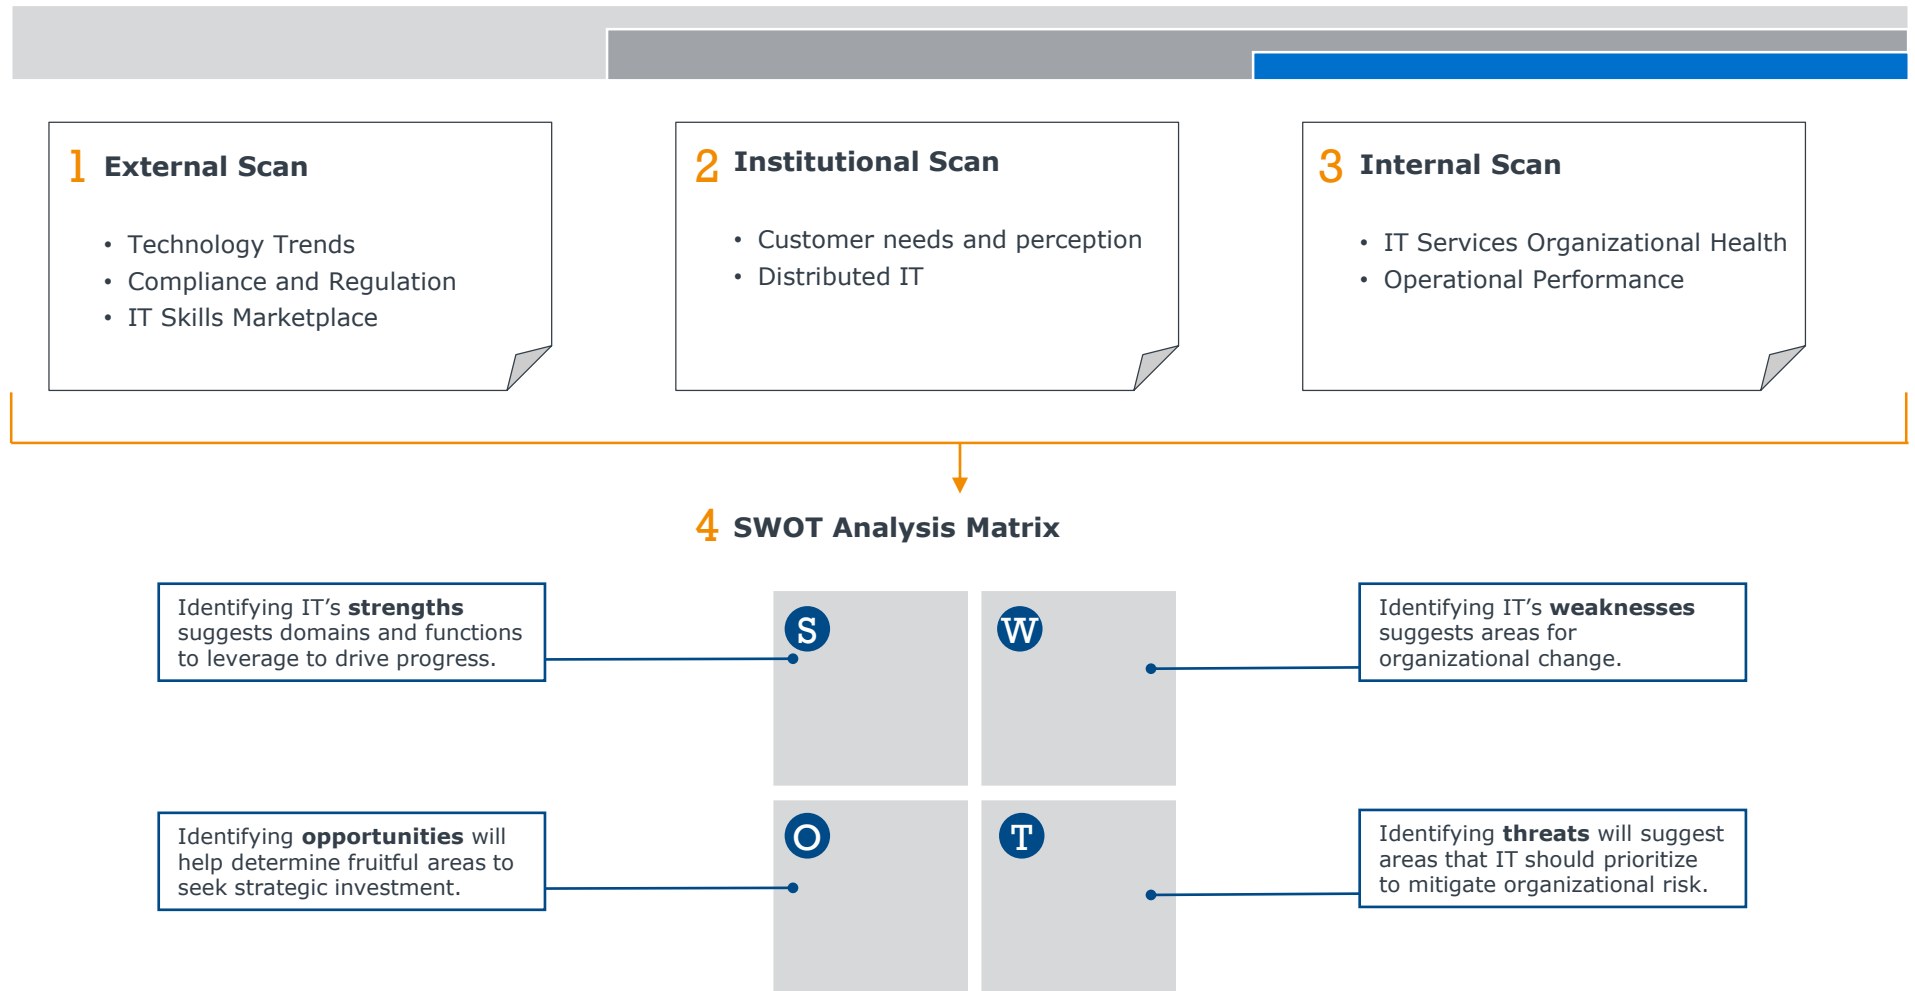 1 External Scan
• Technology Trends
• Compliance and Regulation
• IT Skills Marketplace
2 Institutional Scan
• Customer needs and perception
• Distributed IT
3 Internal Scan
• IT Services Organizational Health
• Operational Performance
4 SWOT Analysis Matrix
Identifying IT’s strengths
suggests domains and functions
to leverage to drive progress.
S
W
Identifying IT’s weaknesses
suggests areas for
organizational change.
Identifying opportunities will
help determine fruitful areas to
seek strategic investment.
O
T
Identifying threats will suggest
areas that IT should prioritize
to mitigate organizational risk.